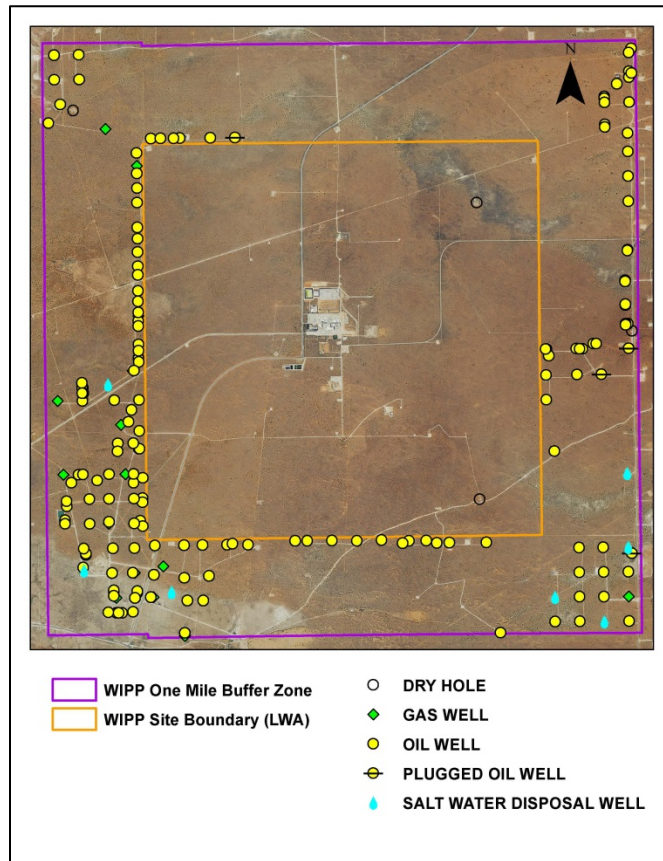 N
WIPP One Mile Buffer Zone
WIPP Site Boundary (LWA)
DRY HOLE
GAS WELL
OIL WELL
PLUGGED OIL WELL
SALT WATER DISPOSAL WELL